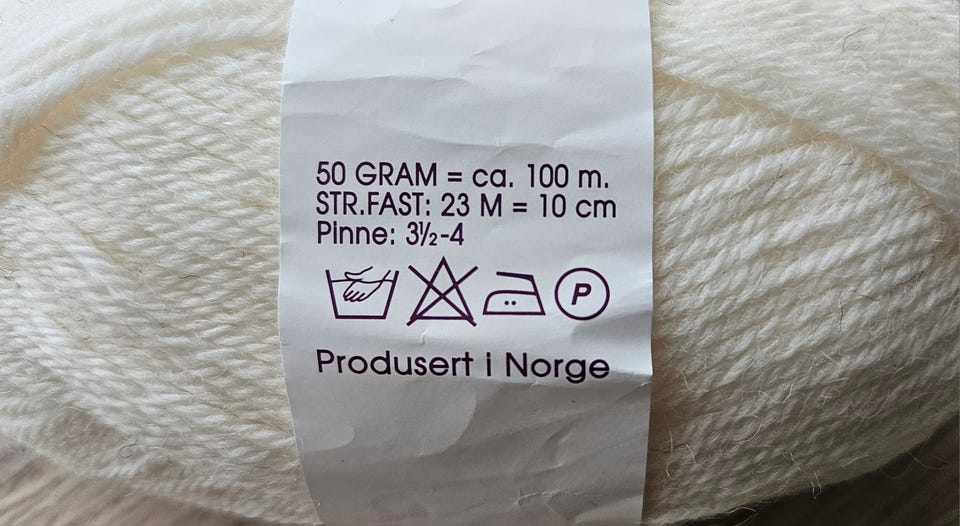 50 GRAM = ca. 100 m.
STR.FAST: 23 M = 10 cm
Pinne: 3½-4
P
Produsert i Norge